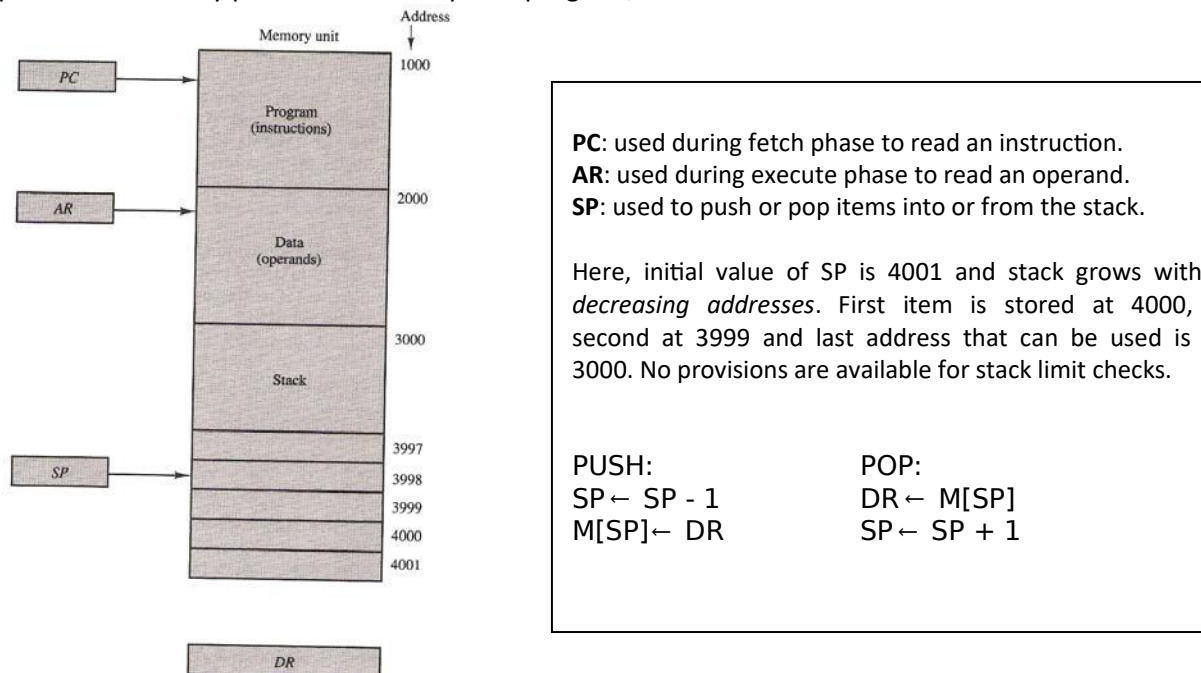 Address
Memory unit
1000
PC
Program
(instructions)
2000
AR
Data
(operands)
3000
Stack
3997
SP
3998
3999
4000
4001
DR
PC: used during fetch phase to read an instruction.
AR: used during execute phase to read an operand.
SP: used to push or pop items into or from the stack.
Here, initial value of SP is 4001 and stack grows with
decreasing addresses. First item is stored at 4000,
second at 3999 and last address that can be used is
3000. No provisions are available for stack limit checks.
PUSH: POP:
SP← SP - 1 DR← M[SP]
M[SP]← DR SP← SP + 1